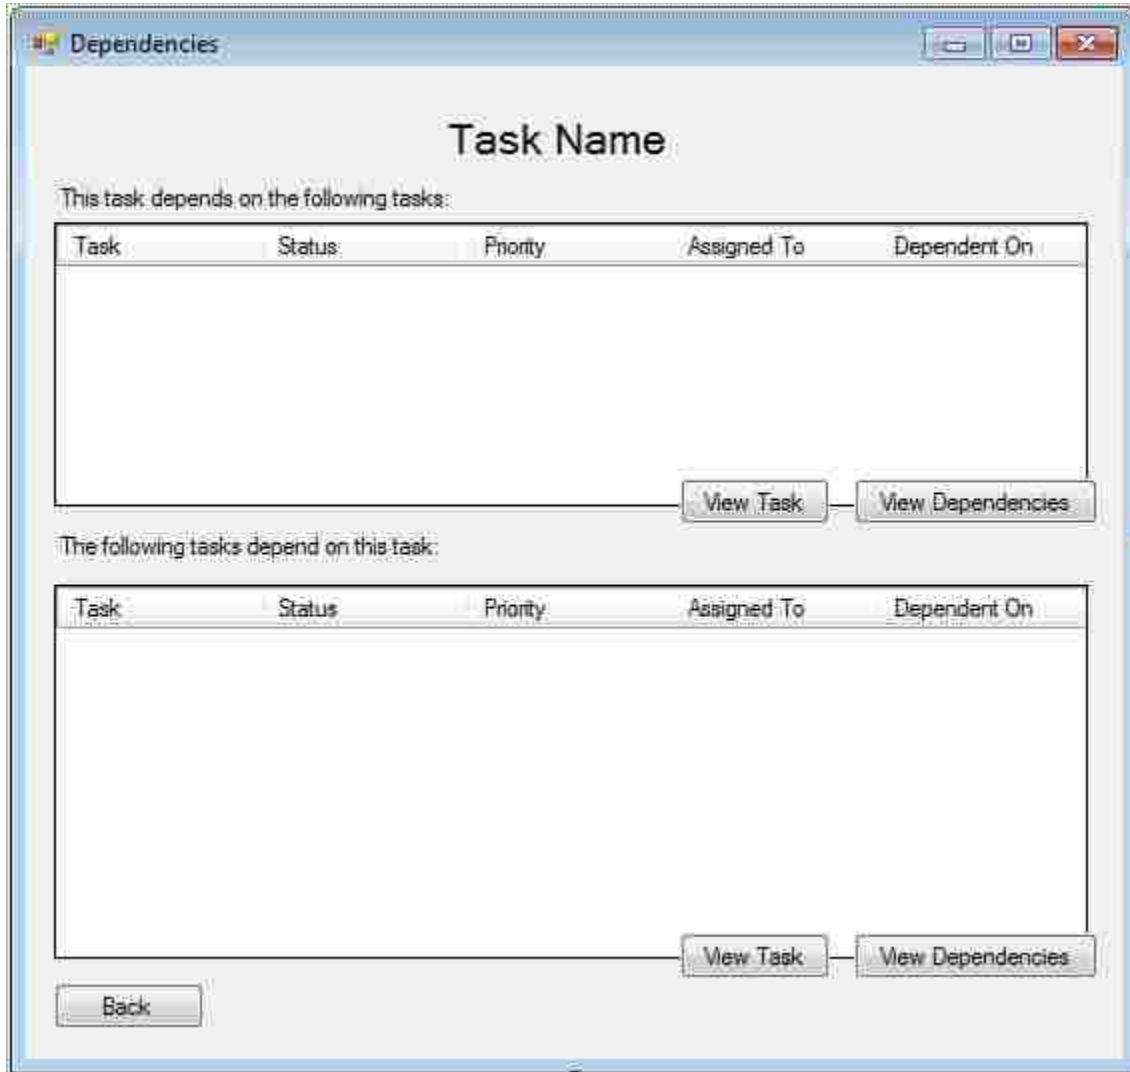 Dependencies
Task Name
This task depends on the following tasks:
Task Status Priority Assigned To Dependent On
View Task View Dependencies
The following tasks depend on this task:
Task Status Priority Assigned To Dependent On
View Task View Dependencies
Back